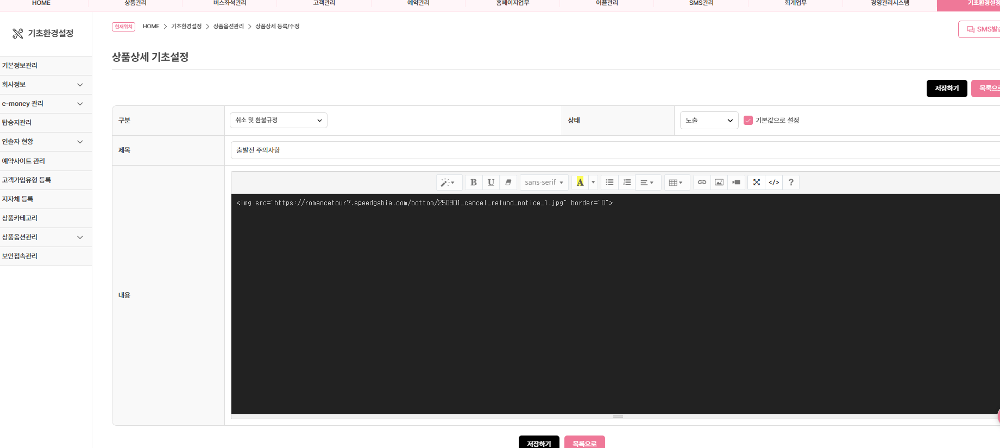 HOME 상품관리 버스좌석관리 고객관리 예약관리 홈페이지업무 어플관리 SMS관리 회계업무 경영관리시스템 기초환경설정
기초환경설정
현재위치 HOME > 기초환경설정 > 상품옵션관리 > 상품상세 등록/수정
SMS발송
상품상세 기초설정
저장하기 목록으로
기본정보관리
회사정보
e-money 관리
탑승지관리
인솔자 현황
예약사이트 관리
고객가입유형 등록
지자체 등록
상품카테고리
상품옵션관리
보안접속관리
구분 취소 및 환불규정 상태 노출 기본값으로 설정
제목 출발전 주의사항
내용
B U sans-serif A </> ?
<img src="https://romancetour7.speedgabia.com/bottom/250901_cancel_refund_notice_1.jpg" border="0">
저장하기 목록으로